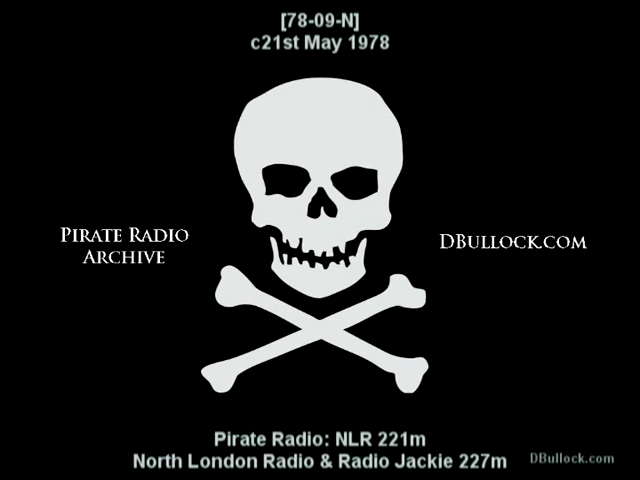 [78-09-N]
c21st May 1978
Pirate Radio
Archive
DBullock.com
Pirate Radio: NLR 221m
North London Radio & Radio Jackie 227m
DBullock.com